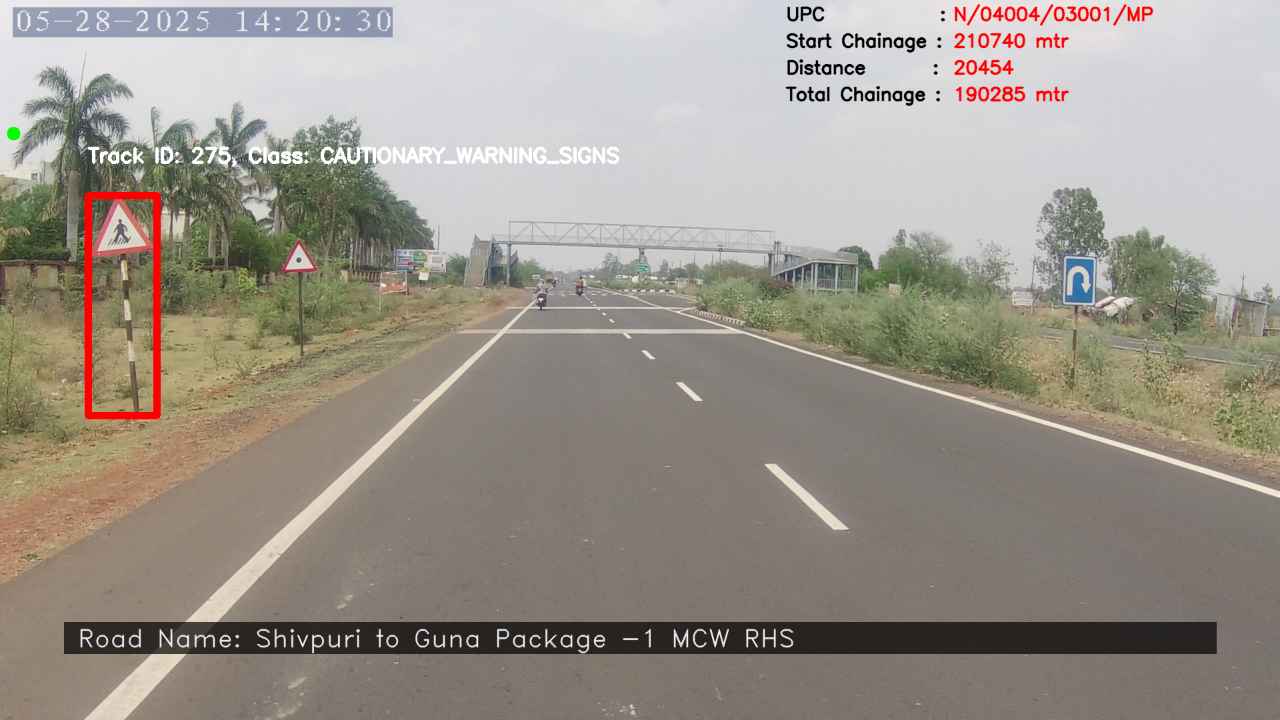 05-28-2025 14:20:30
UPC : N/04004/03001/MP
Start Chainage : 210740 mtr
Distance : 20454
Total Chainage : 190285 mtr
Track ID: 275, Class: CAUTIONARY_WARNING_SIGNS
Road Name: Shivpuri to Guna Package -1 MCW RHS